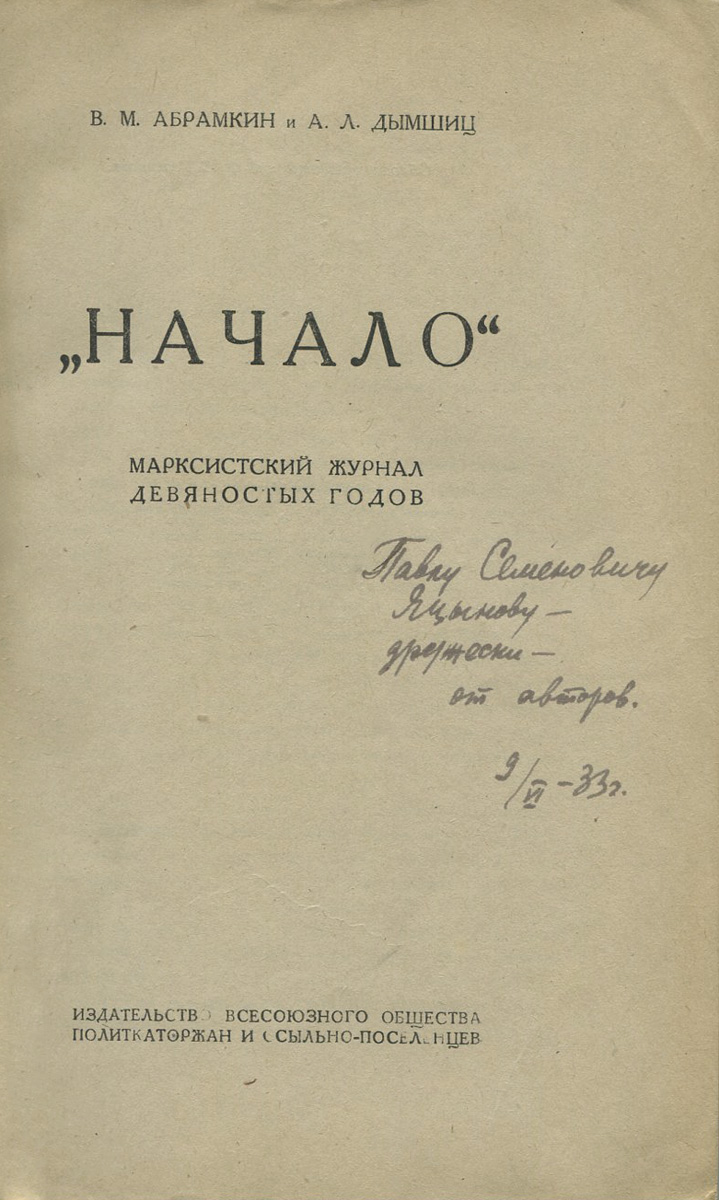 В. М. АБРАМКИН и А. Л. ДЫМШИЦ
„НАЧАЛО“
МАРКСИСТСКИЙ ЖУРНАЛ
ДЕВЯНОСТЫХ ГОДОВ
Павлу Семеновичу
Яцынову —
дружески —
от авторов.
9/VI –33г.
ИЗДАТЕЛЬСТВО ВСЕСОЮЗНОГО ОБЩЕСТВА
ПОЛИТКАТОРЖАН И ССЫЛЬНО-ПОСЕЛЕНЦЕВ